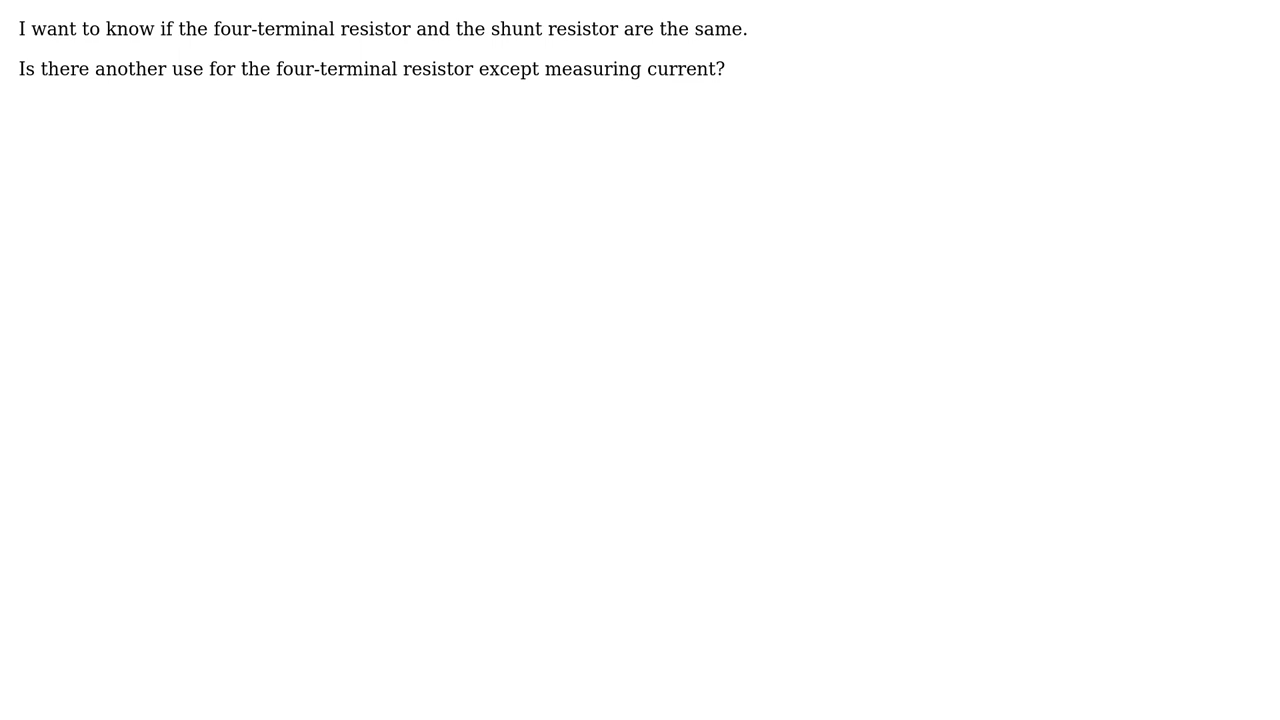 I want to know if the four-terminal resistor and the shunt resistor are the same.
Is there another use for the four-terminal resistor except measuring current?